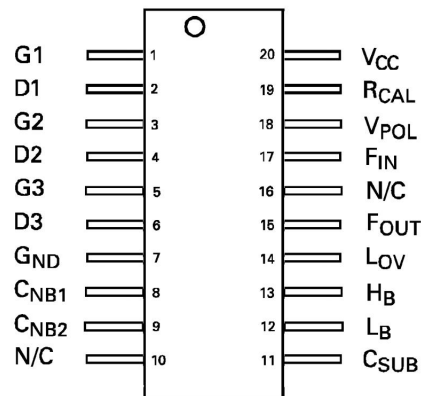 G1 1 20 VCC
D1 2 19 RCAL
G2 3 18 VPOL
D2 4 17 FIN
G3 5 16 N/C
D3 6 15 FOUT
GND 7 14 LOV
CNB1 8 13 HB
CNB2 9 12 LB
N/C 10 11 CSUB